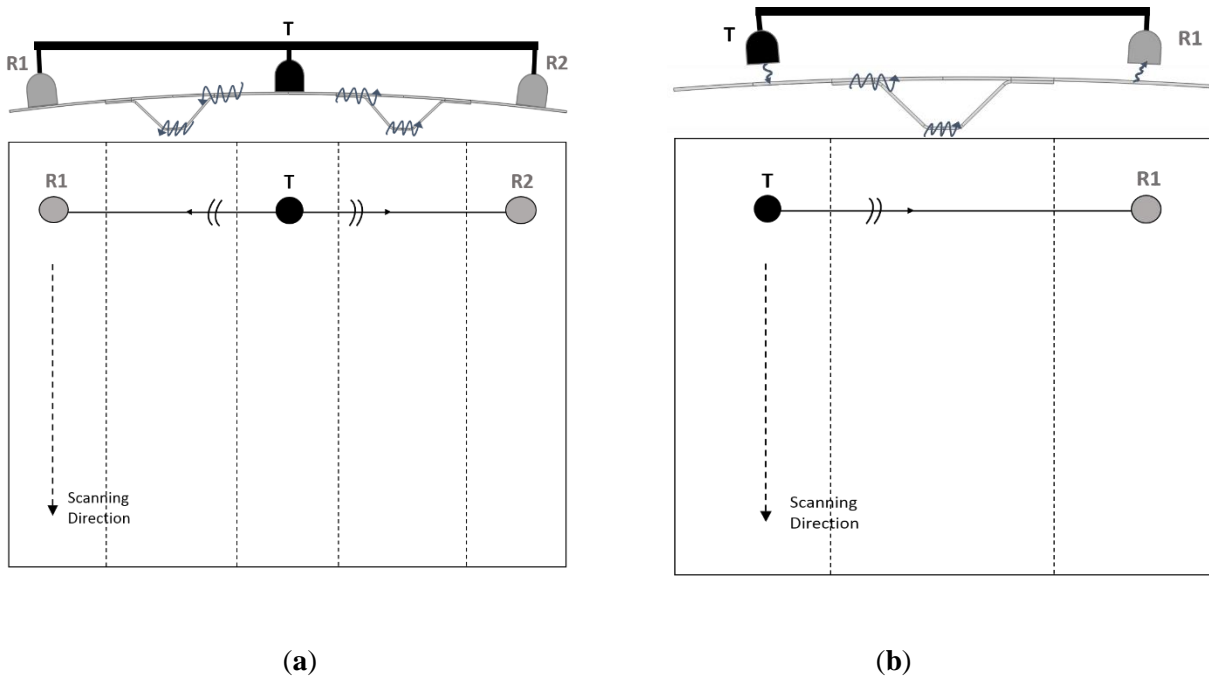 T
R1
R2
R1
T
R2
Scanning
Direction
(a)
T
R1
T
R1
Scanning
Direction
(b)